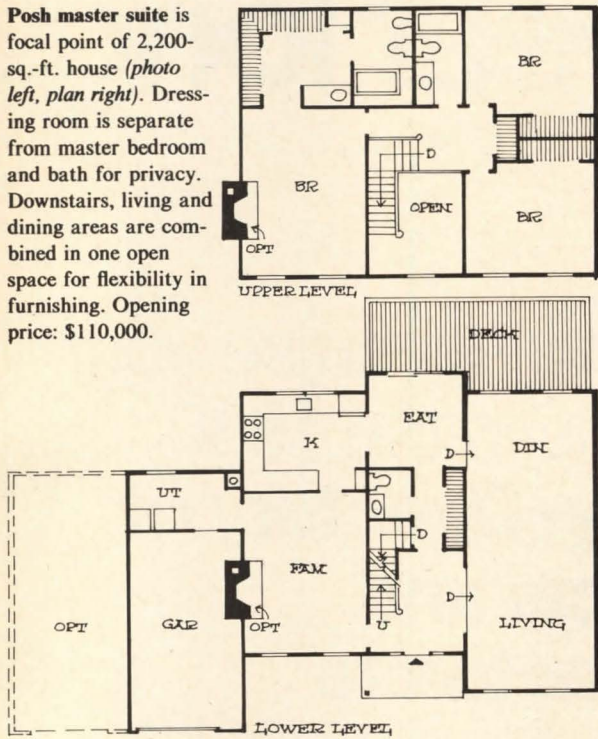 Posh master suite is
focal point of 2,200-
sq.-ft. house (photo
left, plan right). Dress-
ing room is separate
from master bedroom
and bath for privacy.
Downstairs, living and
dining areas are com-
bined in one open
space for flexibility in
furnishing. Opening
price: $110,000.
BR
BR
D
OPEN
BR
OPT
UPPER LEVEL
DECK
EAT
K
DIN
D
UT
D
FAM
D
OPT
GAR
OPT
U
LIVING
LOWER LEVEL